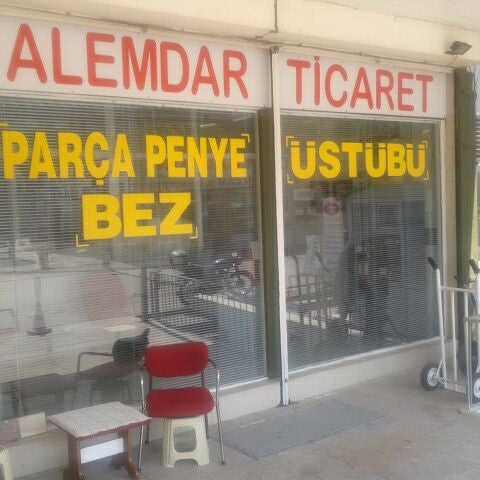 ALEMDAR TİCARET
PARÇA PENYE
BEZ
ÜSTÜBÜ